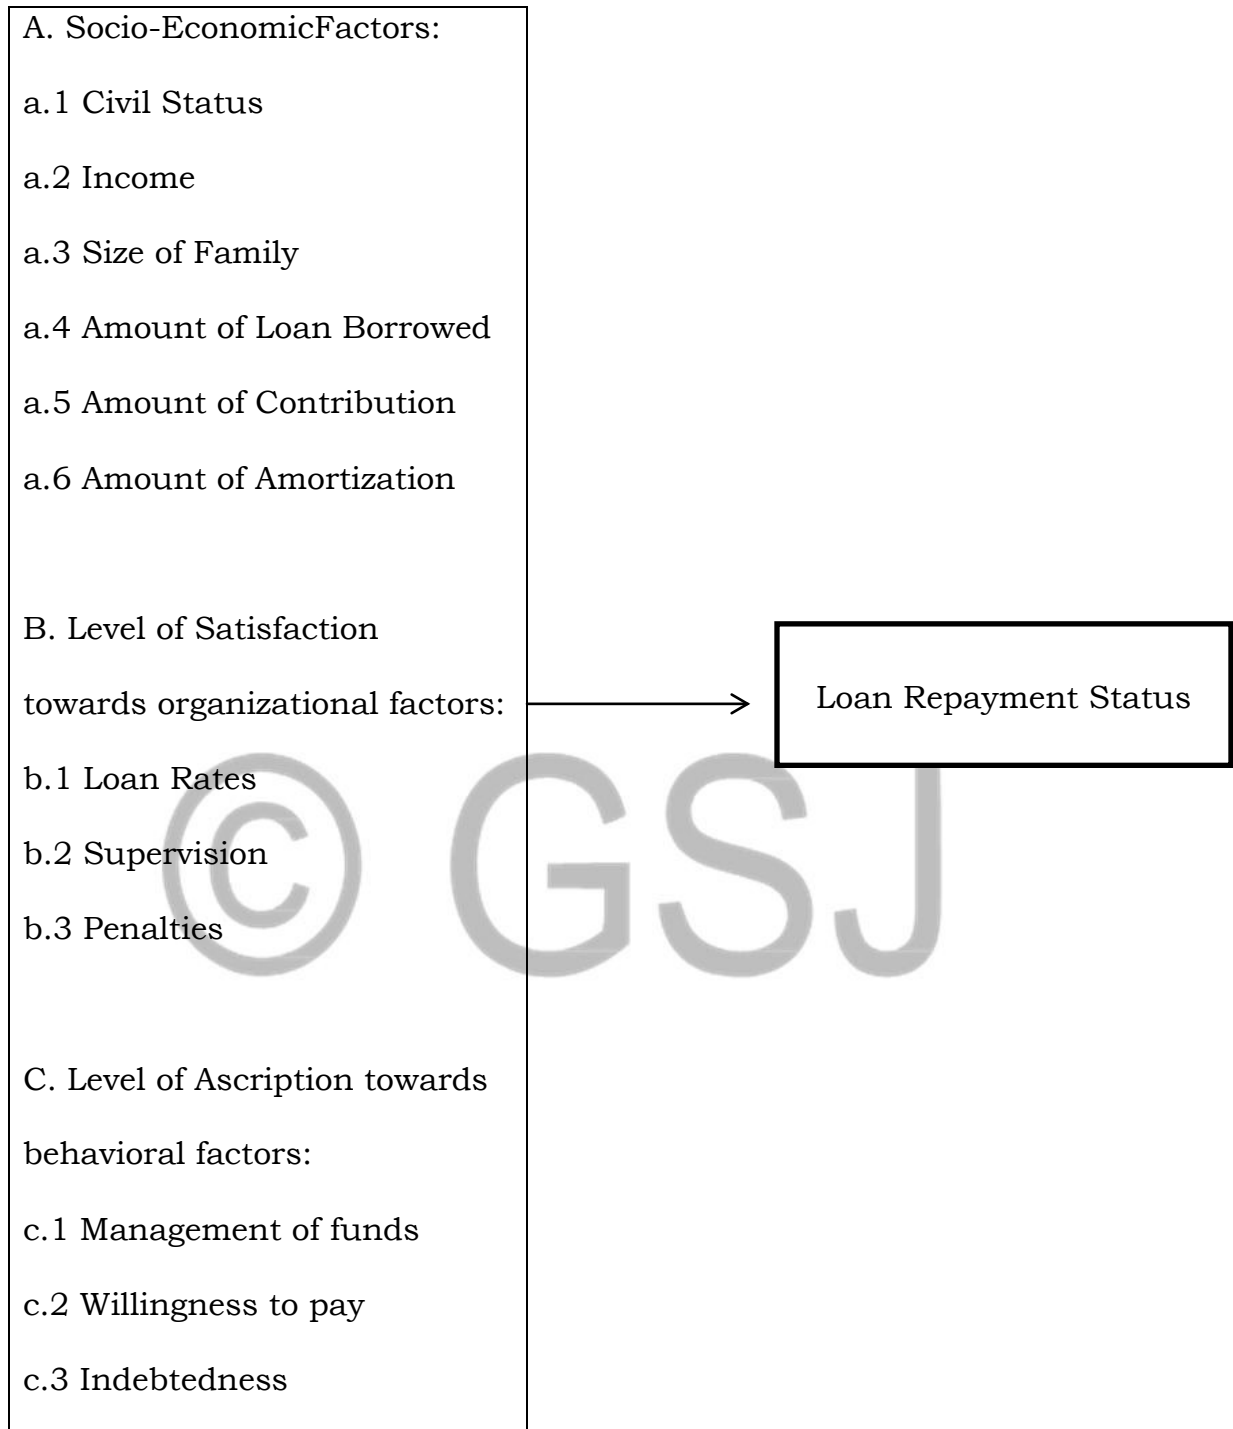 A. Socio-EconomicFactors:
a.1 Civil Status
a.2 Income
a.3 Size of Family
a.4 Amount of Loan Borrowed
a.5 Amount of Contribution
a.6 Amount of Amortization
B. Level of Satisfaction
towards organizational factors:
b.1 Loan Rates
b.2 Supervision
b.3 Penalties
C. Level of Ascription towards
behavioral factors:
c.1 Management of funds
c.2 Willingness to pay
c.3 Indebtedness
Loan Repayment Status
© GSJ